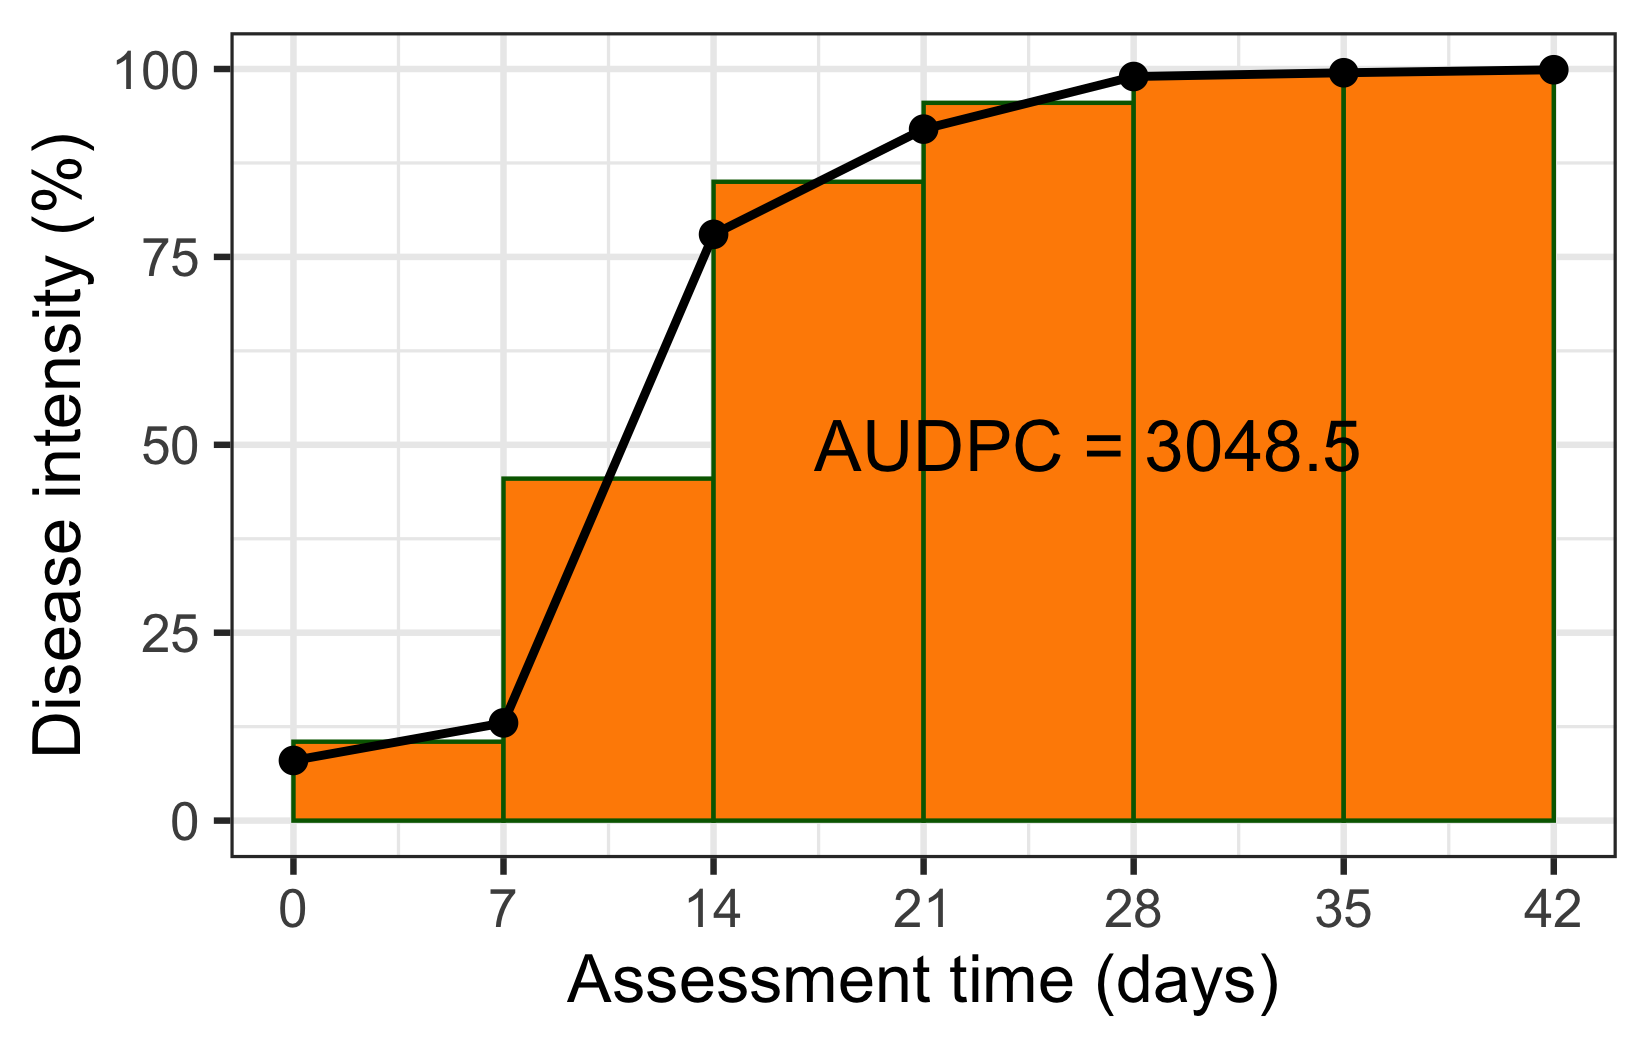 Disease intensity (%)
100
75
50
25
0
AUDPC = 3048.5
0 7 14 21 28 35 42
Assessment time (days)